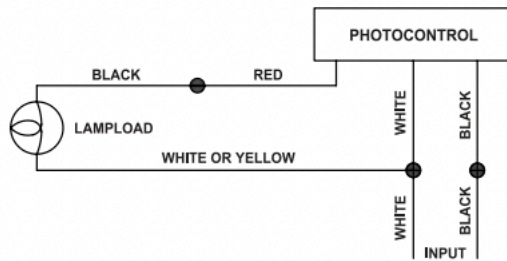 PHOTOCONTROL
BLACK
RED
LAMPLOAD
WHITE
BLACK
WHITE OR YELLOW
WHITE
BLACK
INPUT